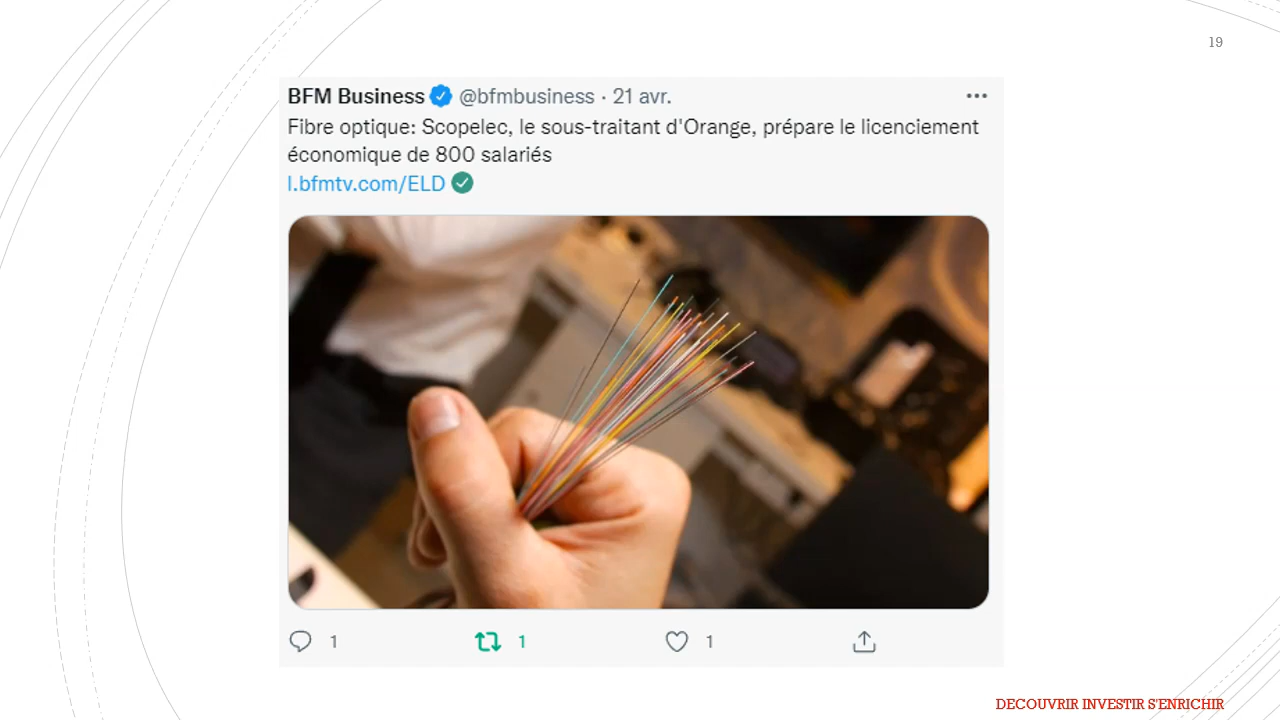 19
BFM Business @bfmbusiness · 21 avr.
Fibre optique: Scopelec, le sous-traitant d'Orange, prépare le licenciement
économique de 800 salariés
l.bfmtv.com/ELD
1 1 1
DECOUVRIR INVESTIR S'ENRICHIR